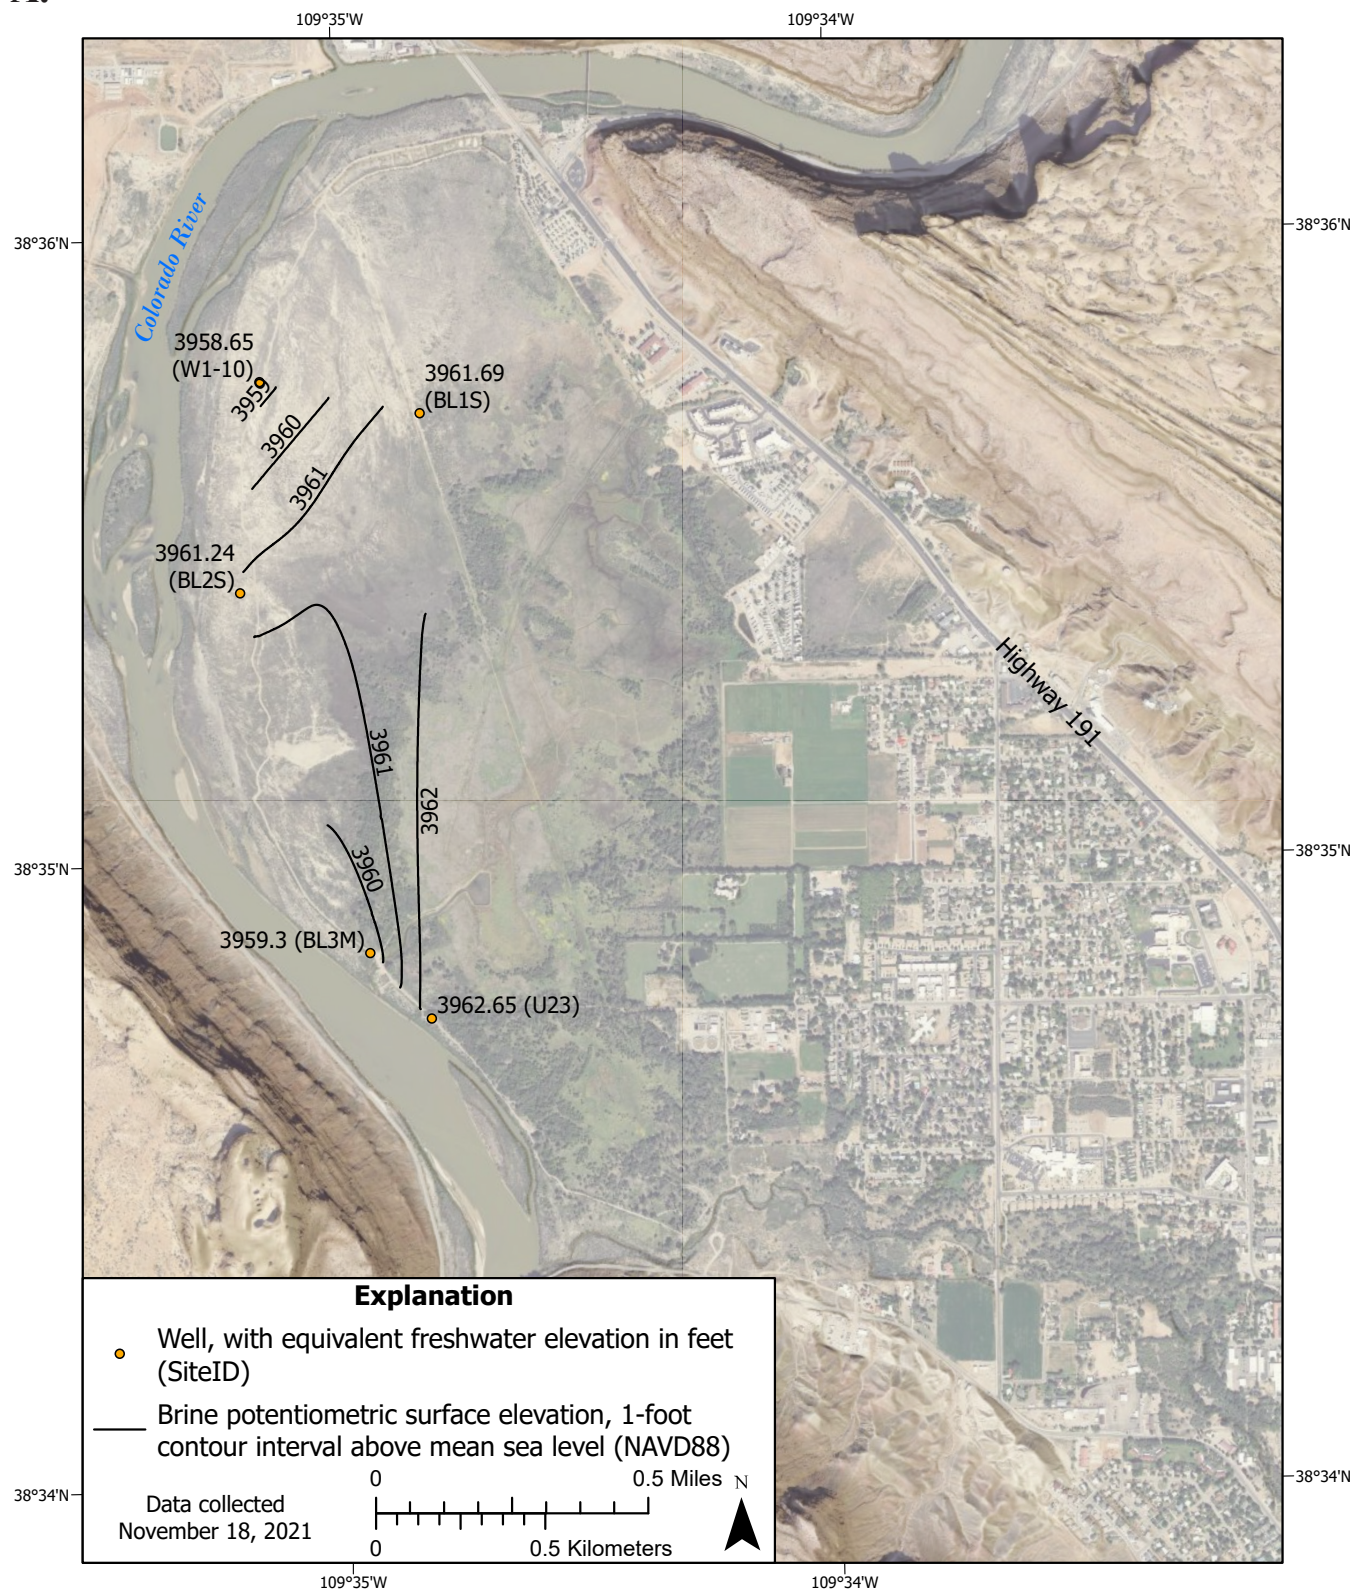 A.
109°35'W
109°34'W
38°36'N
38°36'N
Colorado River
3958.65
(W1-10)
3961.69
(BL1S)
3959
3960
3961
3961.24
(BL2S)
Highway 191
3961
3962
3960
38°35'N
38°35'N
3959.3 (BL3M)
3962.65 (U23)
Explanation
Well, with equivalent freshwater elevation in feet
(SiteID)
Brine potentiometric surface elevation, 1-foot
contour interval above mean sea level (NAVD88)
0
0.5 Miles
N
Data collected
November 18, 2021
0
0.5 Kilometers
38°34'N
38°34'N
109°35'W
109°34'W